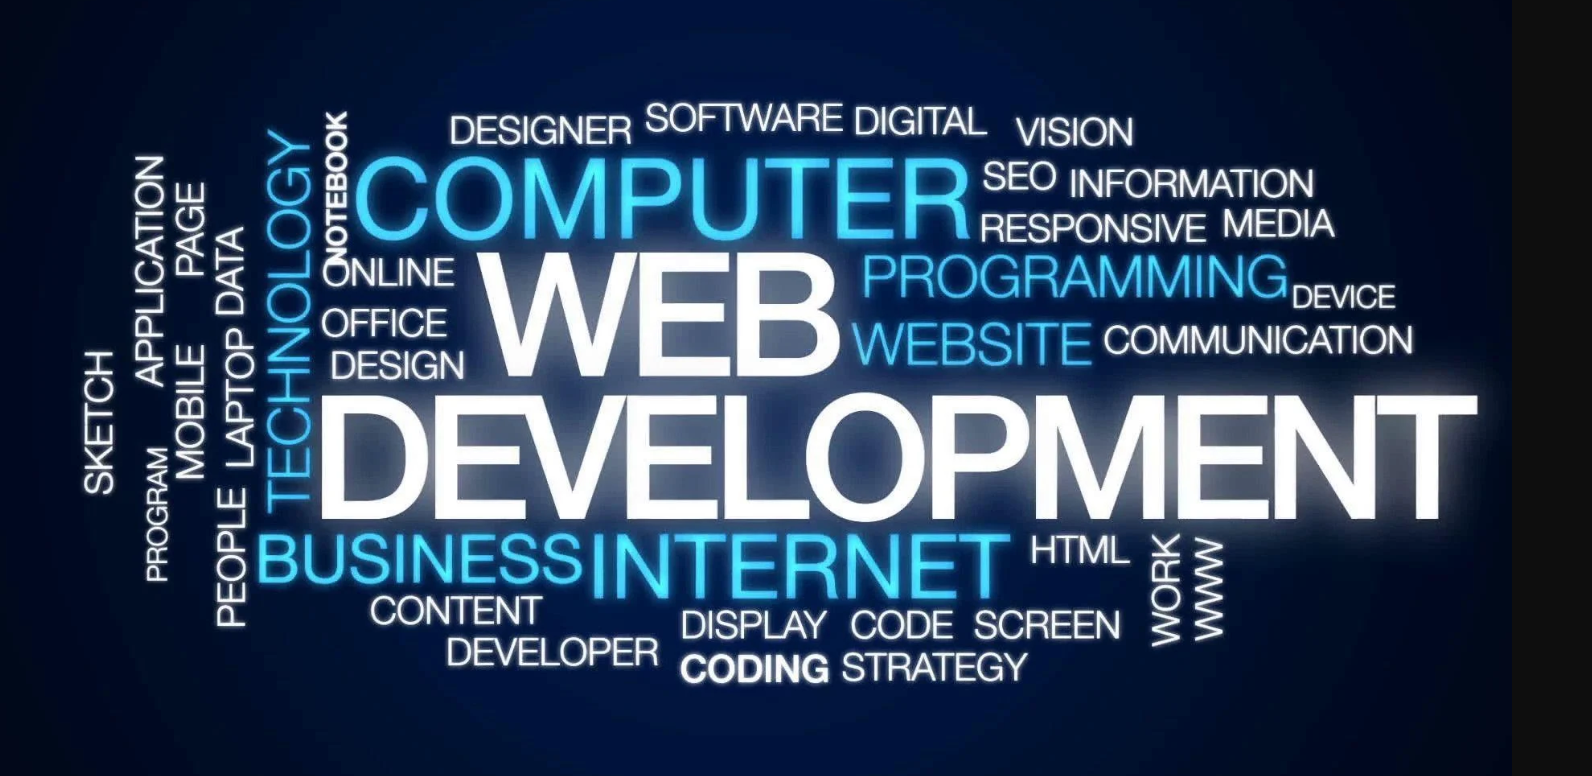 DESIGNER SOFTWARE DIGITAL VISION
COMPUTER
SEO INFORMATION
RESPONSIVE MEDIA
ONLINE
OFFICE
DESIGN
WEB
PROGRAMMING DEVICE
WEBSITE COMMUNICATION
DEVELOPMENT
BUSINESS INTERNET HTML
CONTENT
DEVELOPER
DISPLAY CODE SCREEN
CODING STRATEGY
SKETCH
APPLICATION
PROGRAM
PAGE
MOBILE
DATA
LAPTOP
PEOPLE
TECHNOLOGY
NOTEBOOK
WORK
WWW